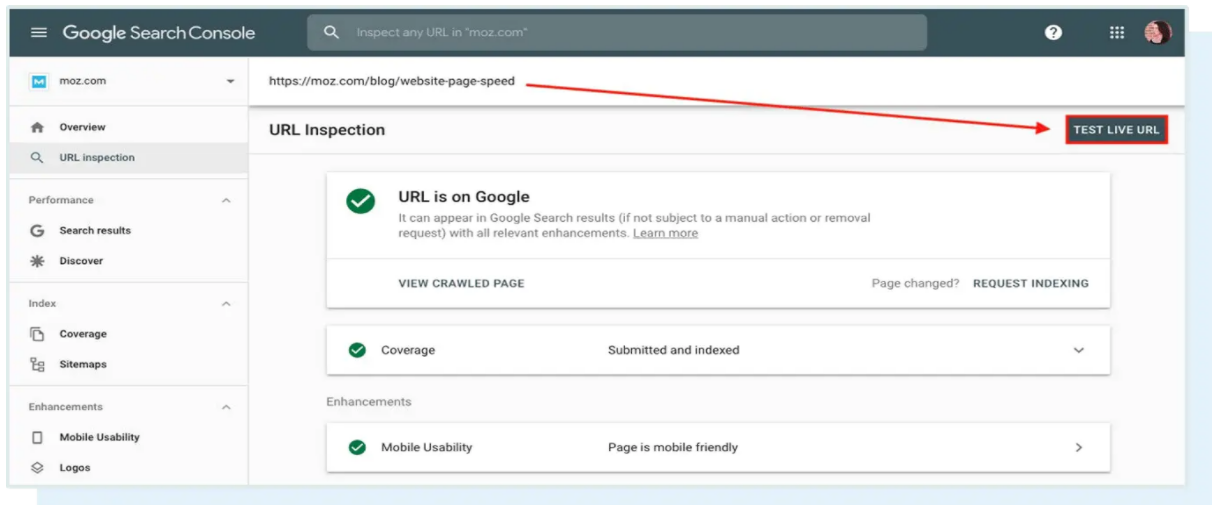 Google Search Console
Inspect any URL in "moz.com"
moz.com
https://moz.com/blog/website-page-speed
Overview
URL inspection
Performance
Search results
Discover
Index
Coverage
Sitemaps
Enhancements
Mobile Usability
Logos
URL Inspection
TEST LIVE URL
URL is on Google
It can appear in Google Search results (if not subject to a manual action or removal
request) with all relevant enhancements. Learn more
VIEW CRAWLED PAGE
Page changed? REQUEST INDEXING
Coverage
Submitted and indexed
Enhancements
Mobile Usability
Page is mobile friendly